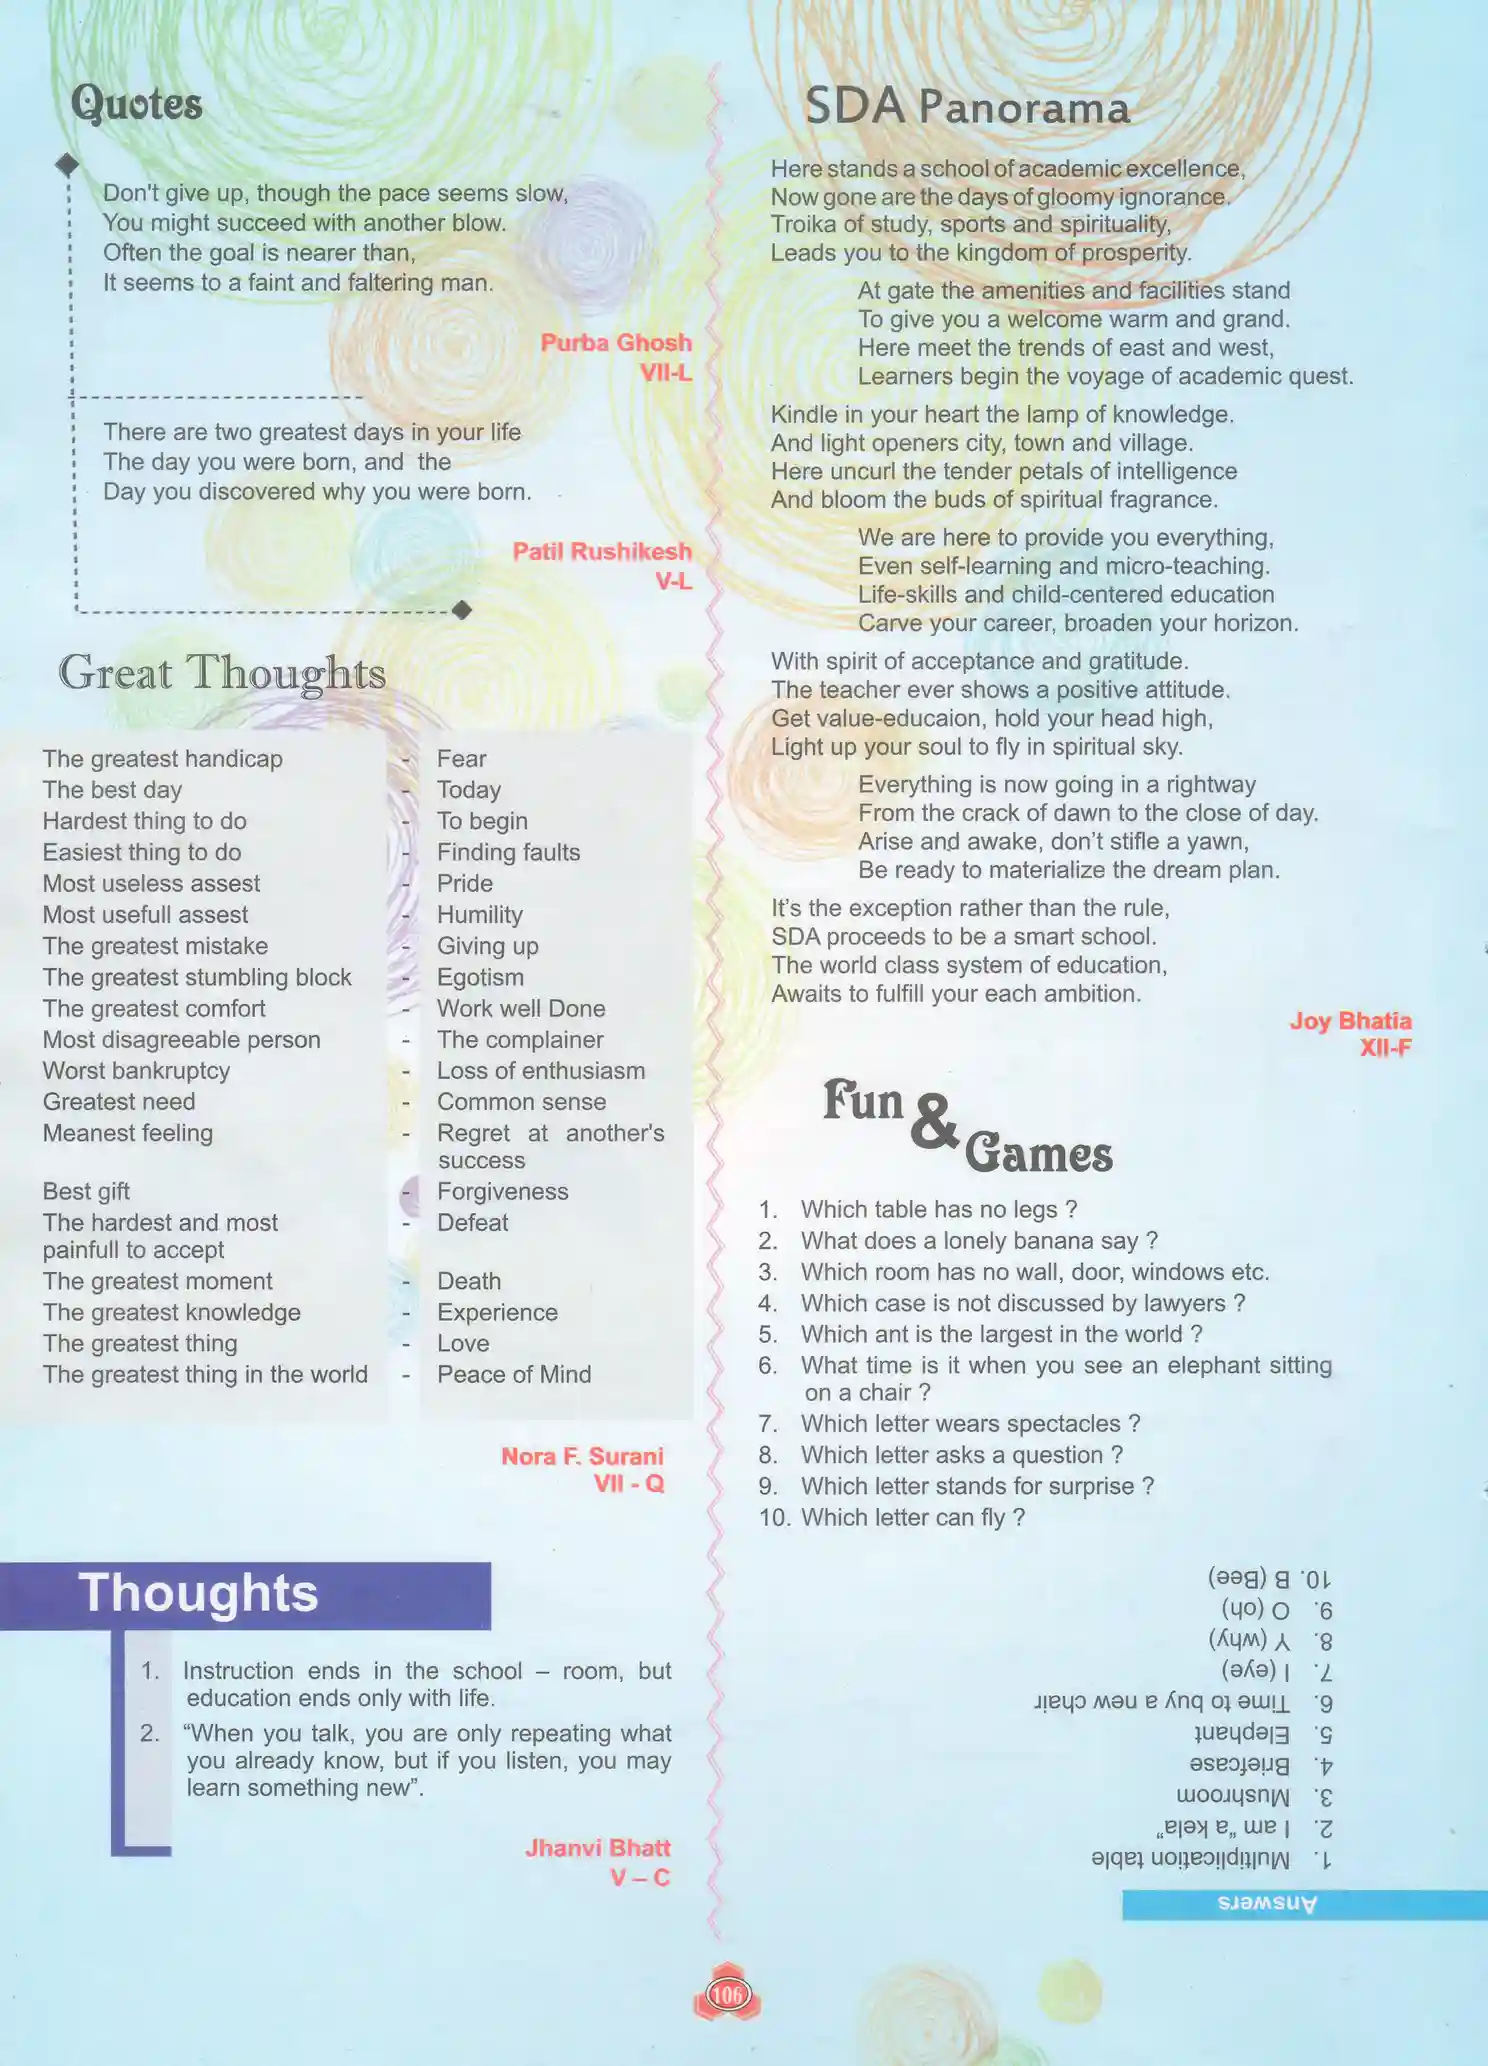 Quotes
Don't give up, though the pace seems slow,
You might succeed with another blow.
Often the goal is nearer than,
It seems to a faint and faltering man.
Purba Ghosh
VII-L
There are two greatest days in your life
The day you were born, and the
Day you discovered why you were born.
Patil Rushikesh
V-L
Great Thoughts
The greatest handicap - Fear
The best day - Today
Hardest thing to do - To begin
Easiest thing to do - Finding faults
Most useless assest - Pride
Most usefull assest - Humility
The greatest mistake - Giving up
The greatest stumbling block - Egotism
The greatest comfort - Work well Done
Most disagreeable person - The complainer
Worst bankruptcy - Loss of enthusiasm
Greatest need - Common sense
Meanest feeling - Regret at another's
success
Best gift - Forgiveness
The hardest and most - Defeat
painfull to accept
The greatest moment - Death
The greatest knowledge - Experience
The greatest thing - Love
The greatest thing in the world - Peace of Mind
Nora F. Surani
VII - Q
Thoughts
1. Instruction ends in the school – room, but
education ends only with life.
2. “When you talk, you are only repeating what
you already know, but if you listen, you may
learn something new”.
Jhanvi Bhatt
V – C
SDA Panorama
Here stands a school of academic excellence,
Now gone are the days of gloomy ignorance.
Troika of study, sports and spirituality,
Leads you to the kingdom of prosperity.
At gate the amenities and facilities stand
To give you a welcome warm and grand.
Here meet the trends of east and west,
Learners begin the voyage of academic quest.
Kindle in your heart the lamp of knowledge.
And light openers city, town and village.
Here uncurl the tender petals of intelligence
And bloom the buds of spiritual fragrance.
We are here to provide you everything,
Even self-learning and micro-teaching.
Life-skills and child-centered education
Carve your career, broaden your horizon.
With spirit of acceptance and gratitude.
The teacher ever shows a positive attitude.
Get value-educaion, hold your head high,
Light up your soul to fly in spiritual sky.
Everything is now going in a rightway
From the crack of dawn to the close of day.
Arise and awake, don’t stifle a yawn,
Be ready to materialize the dream plan.
It’s the exception rather than the rule,
SDA proceeds to be a smart school.
The world class system of education,
Awaits to fulfill your each ambition.
Joy Bhatia
XII-F
Fun & Games
1. Which table has no legs ?
2. What does a lonely banana say ?
3. Which room has no wall, door, windows etc.
4. Which case is not discussed by lawyers ?
5. Which ant is the largest in the world ?
6. What time is it when you see an elephant sitting
on a chair ?
7. Which letter wears spectacles ?
8. Which letter asks a question ?
9. Which letter stands for surprise ?
10. Which letter can fly ?
Answers
1. Multiplication table
2. I am “a kela”
3. Mushroom
4. Briefcase
5. Elephant
6. Time to buy a new chair
7. I (eye)
8. Y (why)
9. O (oh)
10. B (Bee)
106